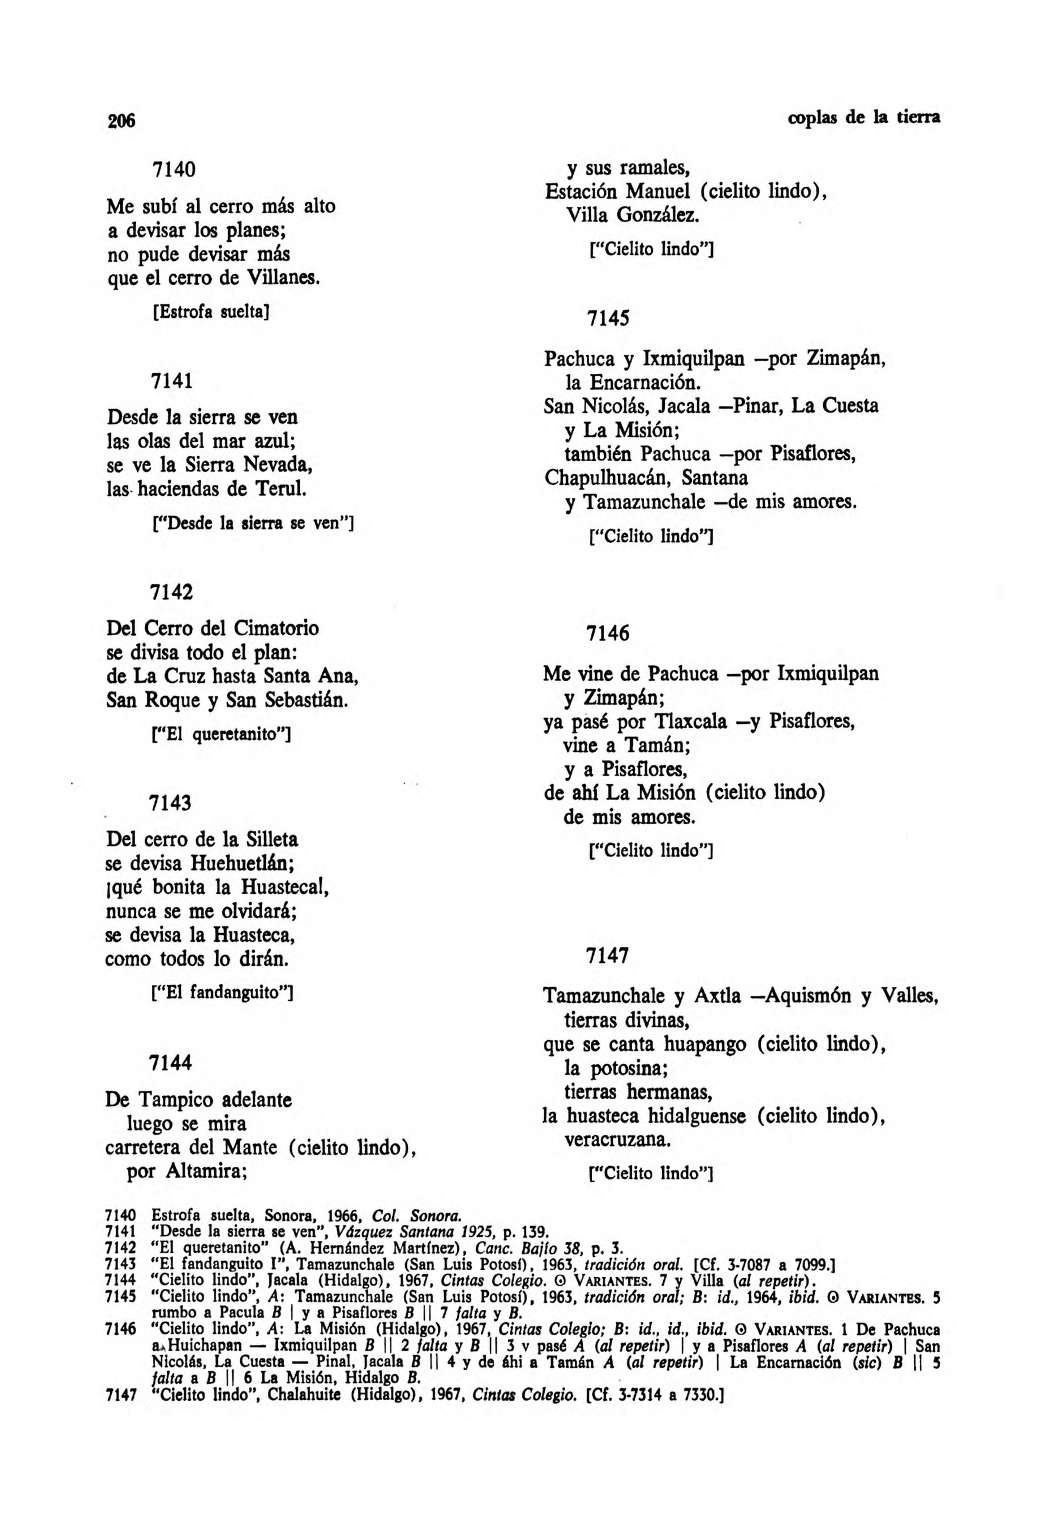 206
coplas de la tierra
7140
Me subí al cerro más alto
a devisar los planes;
no pude devisar más
que el cerro de Villanes.
[Estrofa suelta]
7141
Desde la sierra se ven
las olas del mar azul;
se ve la Sierra Nevada,
las haciendas de Terul.
["Desde la sierra se ven"]
7142
Del Cerro del Cimatorio
se divisa todo el plan:
de La Cruz hasta Santa Ana,
San Roque y San Sebastián.
["El queretanito"]
7143
Del cerro de la Silleta
se devisa Huehuetlán;
¡qué bonita la Huasteca!,
nunca se me olvidará;
se devisa la Huasteca,
como todos lo dirán.
["El fandanguito"]
7144
De Tampico adelante
luego se mira
carretera del Mante (cielito lindo),
por Altamira;
y sus ramales,
Estación Manuel (cielito lindo),
Villa González.
["Cielito lindo"]
7145
Pachuca y Ixmiquilpan —por Zimapán,
la Encarnación.
San Nicolás, Jacala —Pinar, La Cuesta
y La Misión;
también Pachuca —por Pisaflores,
Chapulhuacán, Santana
y Tamazunchale —de mis amores.
["Cielito lindo"]
7146
Me vine de Pachuca —por Ixmiquilpan
y Zimapán;
ya pasé por Tlaxcala —y Pisaflores,
vine a Tamán;
y a Pisaflores,
de ahí La Misión (cielito lindo)
de mis amores.
["Cielito lindo"]
7147
Tamazunchale y Axtla —Aquismón y Valles,
tierras divinas,
que se canta huapango (cielito lindo),
la potosina;
tierras hermanas,
la huasteca hidalguense (cielito lindo),
veracruzana.
["Cielito lindo"]
7140 Estrofa suelta, Sonora, 1966, Col. Sonora.
7141 "Desde la sierra se ven", Vázquez Santana 1925, p. 139.
7142 "El queretanito" (A. Hernández Martínez), Canc. Bajío 38, p. 3.
7143 "El fandanguito I", Tamazunchale (San Luis Potosí), 1963, tradición oral. [Cf. 3-7087 a 7099.]
7144 "Cielito lindo", Jacala (Hidalgo), 1967, Cintas Colegio. ⊙ VARIANTES. 7 y Villa (al repetir).
7145 "Cielito lindo", A: Tamazunchale (San Luis Potosí), 1963, tradición oral; B: id., 1964, ibid. ⊙ VARIANTES. 5
rumbo a Pacula B | y a Pisaflores B || 7 falta y B.
7146 "Cielito lindo", A: La Misión (Hidalgo), 1967, Cintas Colegio; B: id., id., ibid. ⊙ VARIANTES. 1 De Pachuca
a Huichapan — Ixmiquilpan B || 2 falta y B || 3 y pasé A (al repetir) | y a Pisaflores A (al repetir) | San
Nicolás, La Cuesta — Pinal, Jacala B || 4 y de áhi a Tamán A (al repetir) | La Encarnación (sic) B || 5
falta a B || 6 La Misión, Hidalgo B.
7147 "Cielito lindo", Chalahuite (Hidalgo), 1967, Cintas Colegio. [Cf. 3-7314 a 7330.]